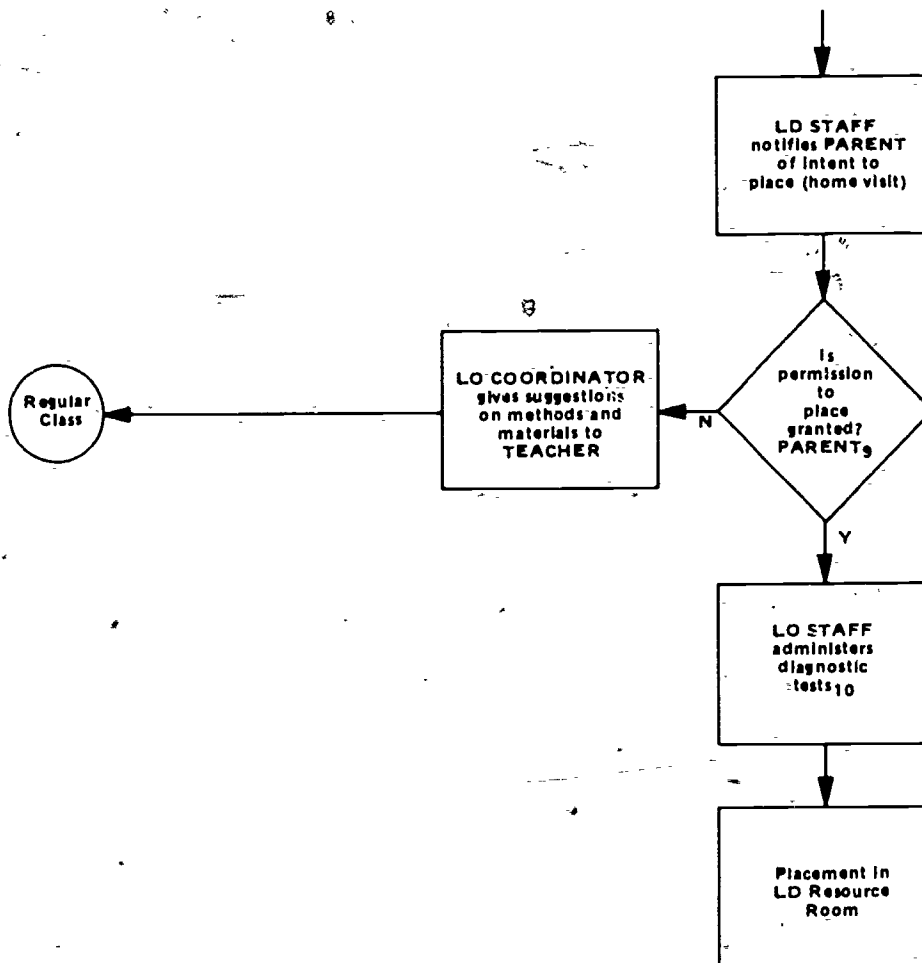 LD STAFF
notifies PARENT
of intent to
place (home visit)
Is
permission
to
place
granted?
PARENT9
N
LO COORDINATOR
gives suggestions
on methods and
materials to
TEACHER
Regular
Class
Y
LO STAFF
administers
diagnostic
tests10
Placement in
LD Resource
Room